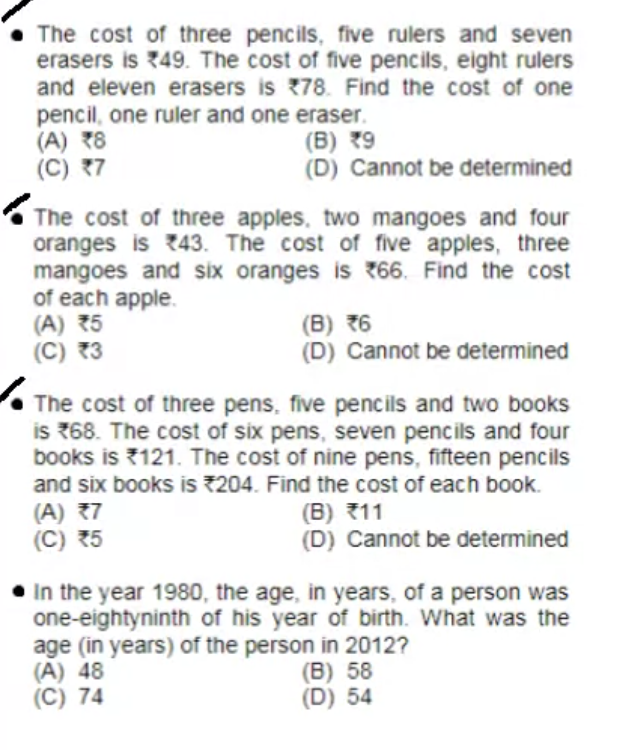 • The cost of three pencils, five rulers and seven
erasers is ₹49. The cost of five pencils, eight rulers
and eleven erasers is ₹78. Find the cost of one
pencil, one ruler and one eraser.
(A) ₹8 (B) ₹9
(C) ₹7 (D) Cannot be determined
• The cost of three apples, two mangoes and four
oranges is ₹43. The cost of five apples, three
mangoes and six oranges is ₹66. Find the cost
of each apple.
(A) ₹5 (B) ₹6
(C) ₹3 (D) Cannot be determined
• The cost of three pens, five pencils and two books
is ₹68. The cost of six pens, seven pencils and four
books is ₹121. The cost of nine pens, fifteen pencils
and six books is ₹204. Find the cost of each book.
(A) ₹7 (B) ₹11
(C) ₹5 (D) Cannot be determined
• In the year 1980, the age, in years, of a person was
one-eightyninth of his year of birth. What was the
age (in years) of the person in 2012?
(A) 48 (B) 58
(C) 74 (D) 54